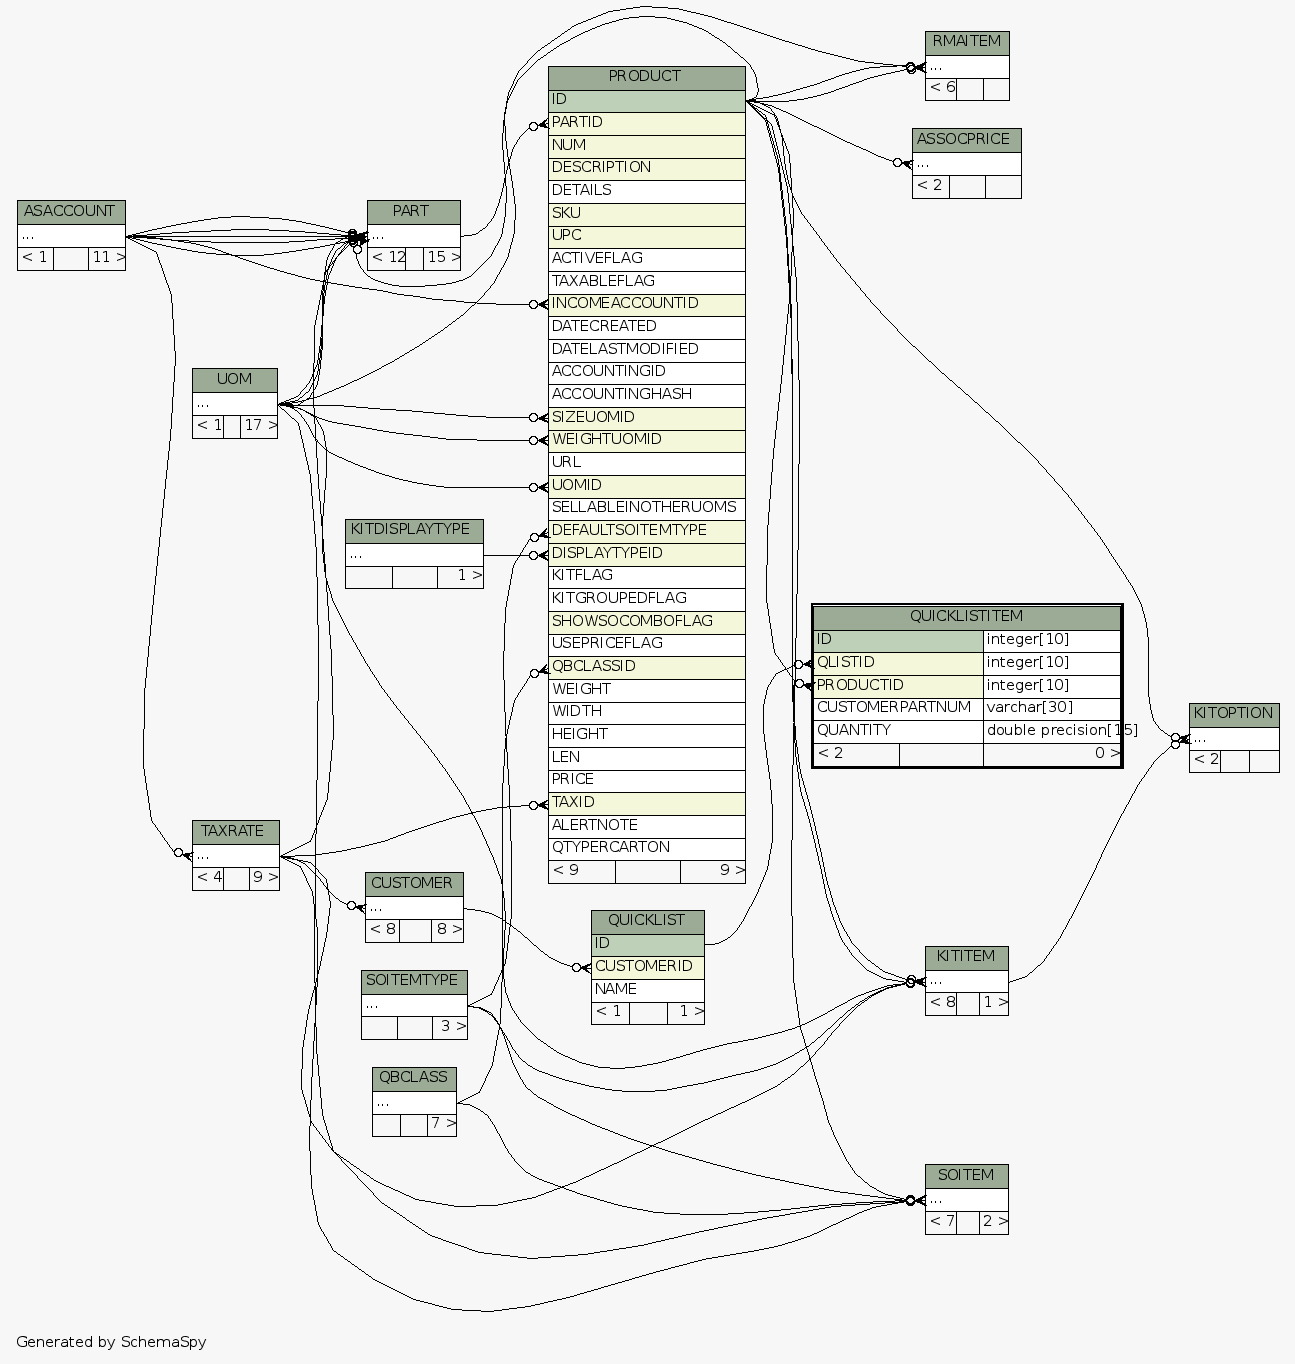 RMAITEM
...
< 6
PRODUCT
ID
PARTID
NUM
DESCRIPTION
DETAILS
SKU
UPC
ACTIVEFLAG
TAXABLEFLAG
INCOMEACCOUNTID
DATECREATED
DATELASTMODIFIED
ACCOUNTINGID
ACCOUNTINGHASH
SIZEUOMID
WEIGHTUOMID
URL
UOMID
SELLABLEINOTHERUOMS
DEFAULTSOITEMTYPE
DISPLAYTYPEID
KITFLAG
KITGROUPEDFLAG
SHOWSOCOMBOFLAG
USEPRICEFLAG
QBCLASSID
WEIGHT
WIDTH
HEIGHT
LEN
PRICE
TAXID
ALERTNOTE
QTYPERCARTON
< 9 9 >
ASSOCPRICE
...
< 2
ASACCOUNT
...
< 1 11 >
PART
...
< 12 15 >
UOM
...
< 1 17 >
KITDISPLAYTYPE
...
1 >
QUICKLISTITEM
ID integer[10]
QLISTID integer[10]
PRODUCTID integer[10]
CUSTOMERPARTNUM varchar[30]
QUANTITY double precision[15]
< 2 0 >
KITOPTION
...
< 2
TAXRATE
...
< 4 9 >
CUSTOMER
...
< 8 8 >
QUICKLIST
ID
CUSTOMERID
NAME
< 1 1 >
KITITEM
...
< 8 1 >
SOITEMTYPE
...
3 >
QBCLASS
...
7 >
SOITEM
...
< 7 2 >
Generated by SchemaSpy